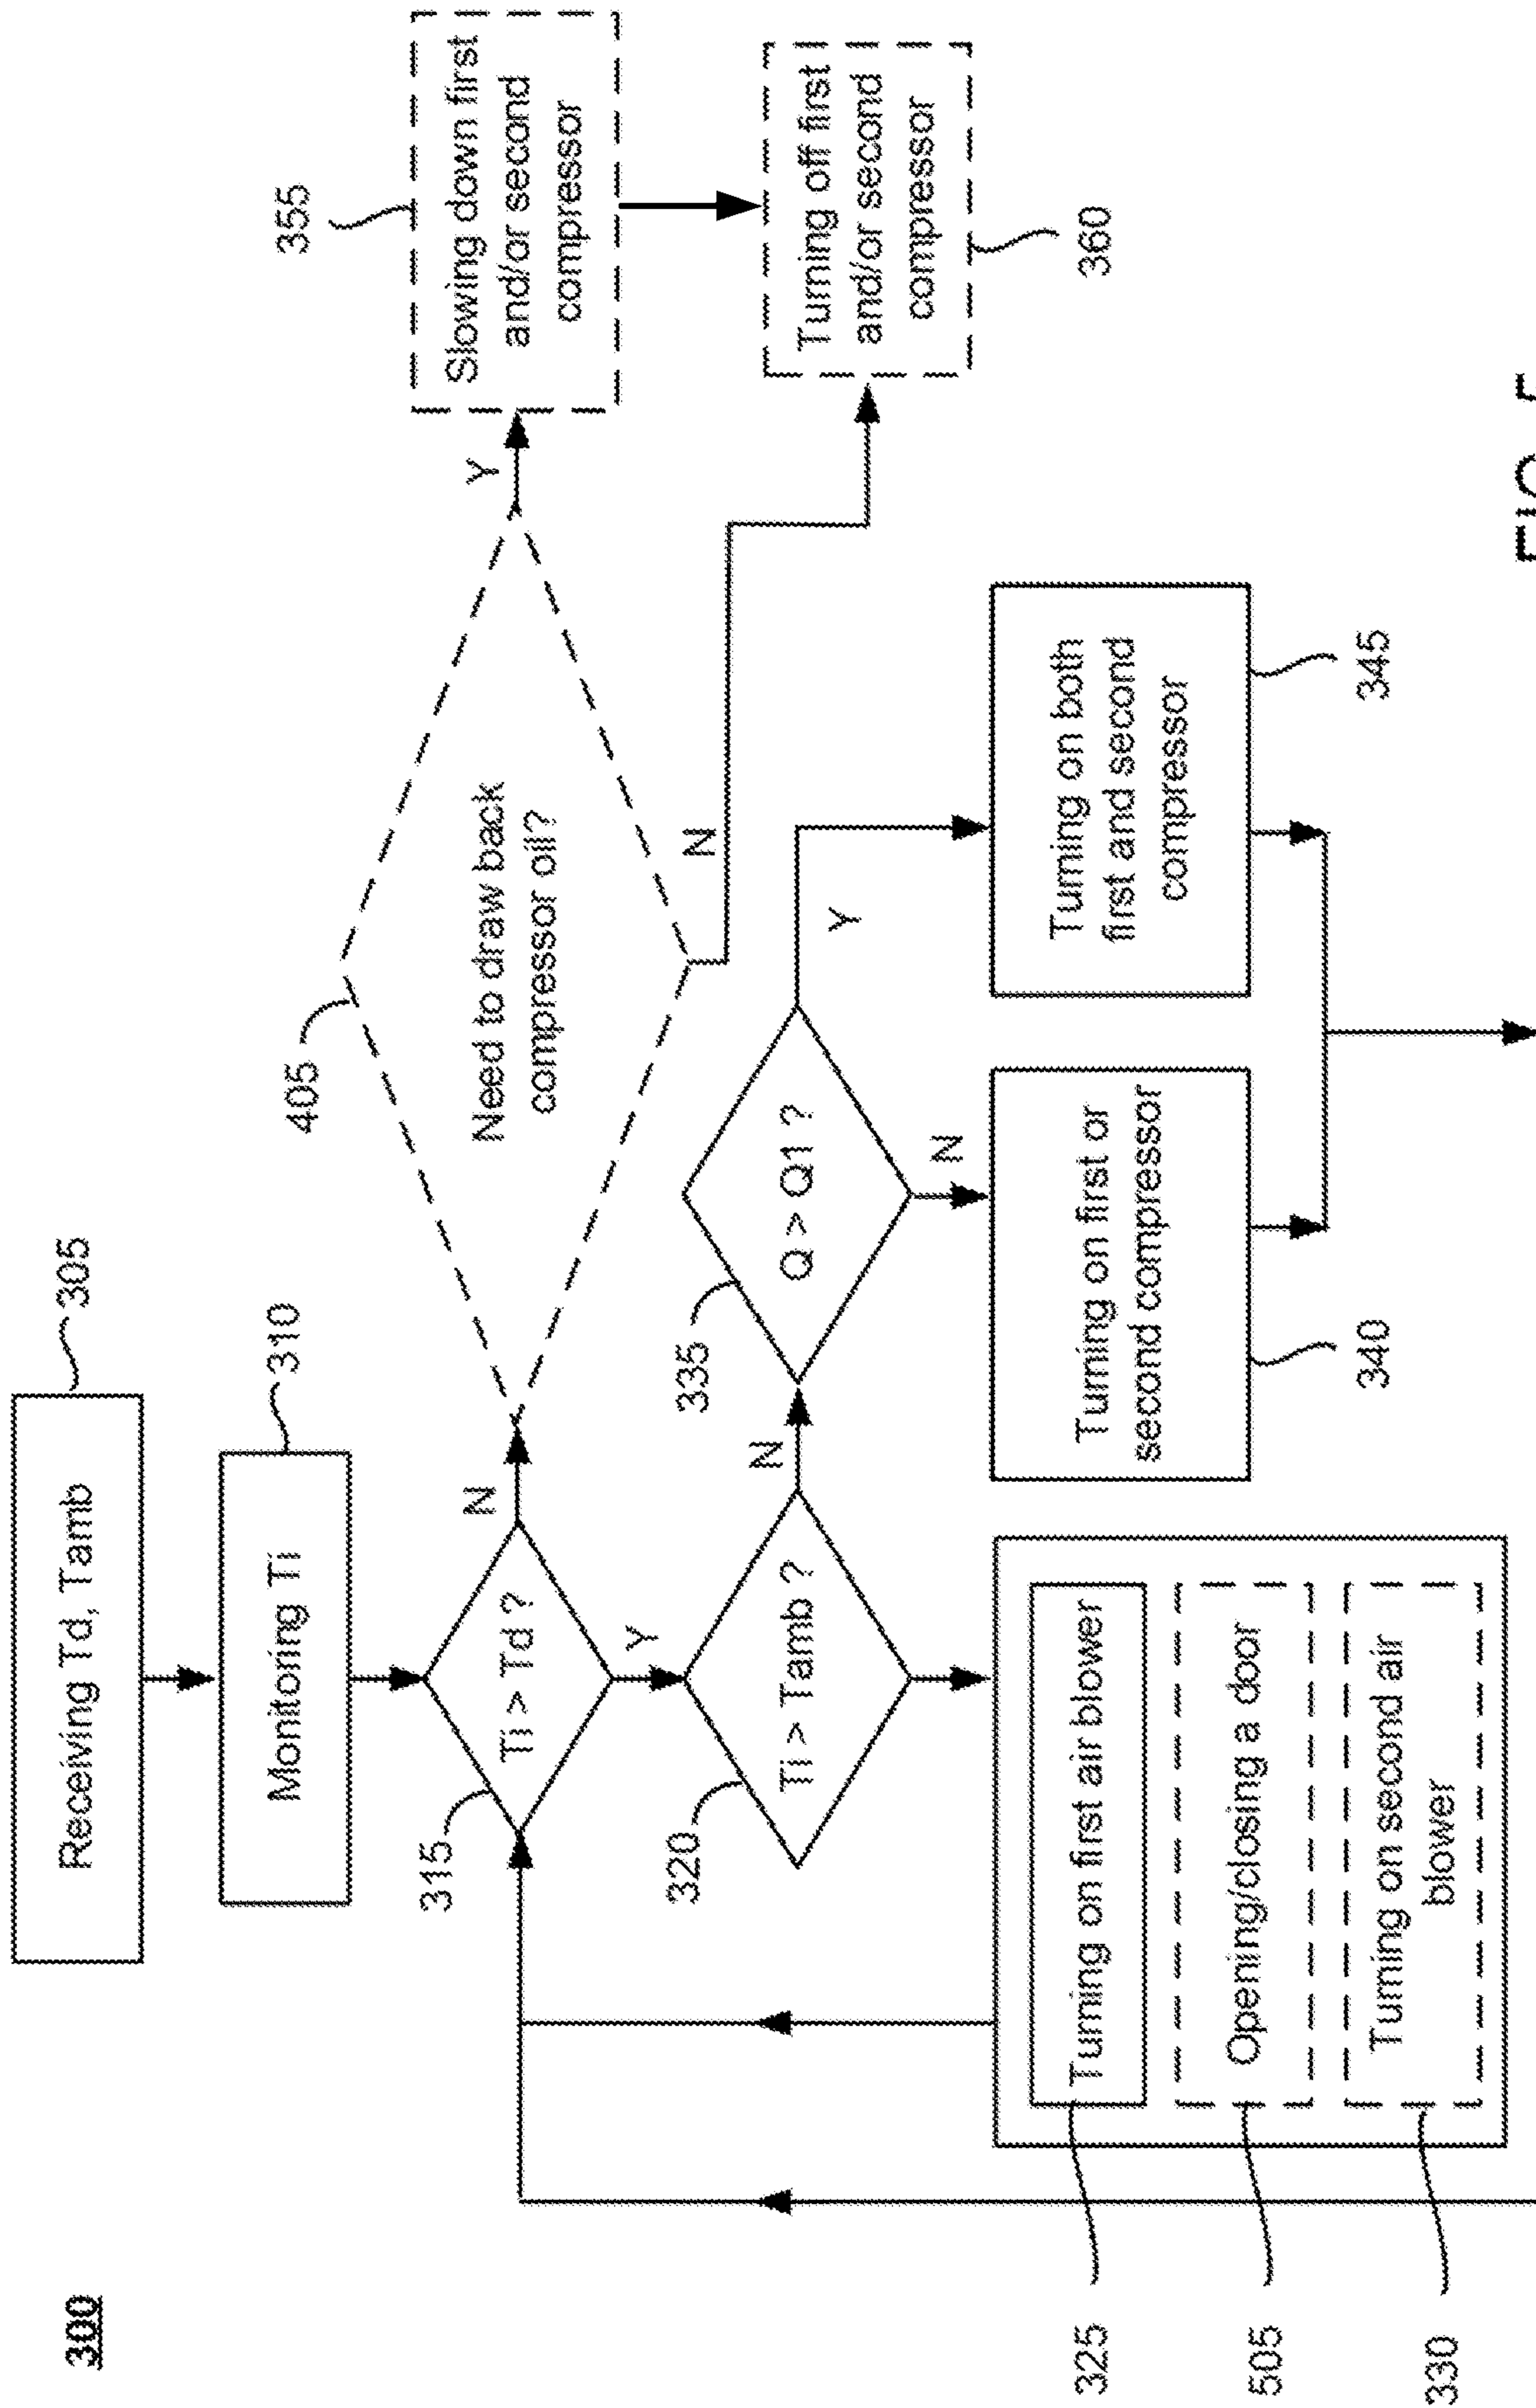 300
Receiving Td, Tamb
305
Monitoring Ti
310
315
Ti > Td ?
N
Y
405
Need to draw back
compressor oil?
Y
N
355
Slowing down first
and/or second
compressor
Turning off first
and/or second
compressor
360
320
Ti > Tamb ?
N
335
Q > Q1 ?
Y
N
Turning on first air blower
325
Opening/closing a door
505
Turning on second air
blower
330
Turning on first or
second compressor
340
Turning on both
first and second
compressor
345